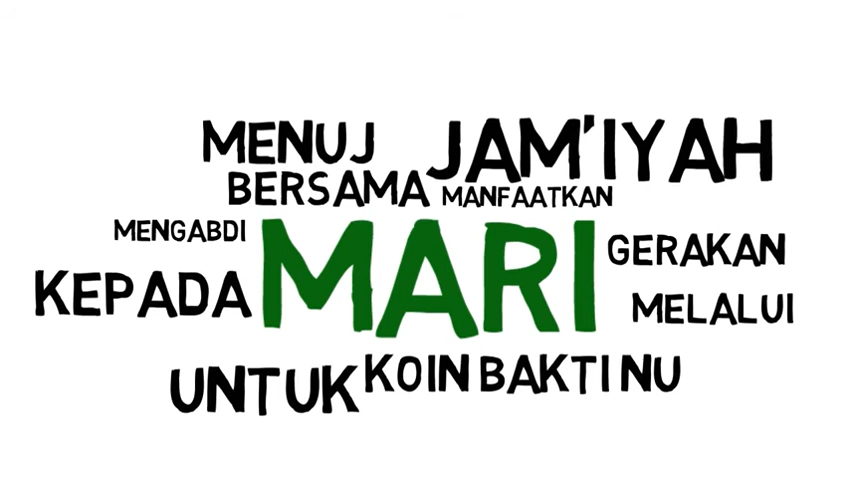 MENUJ JAM'IYAH
BERSAMA MANFAATKAN
MENGABDI MARI GERAKAN
KEPADA MELALUI
UNTUK KOIN BAKTI NU